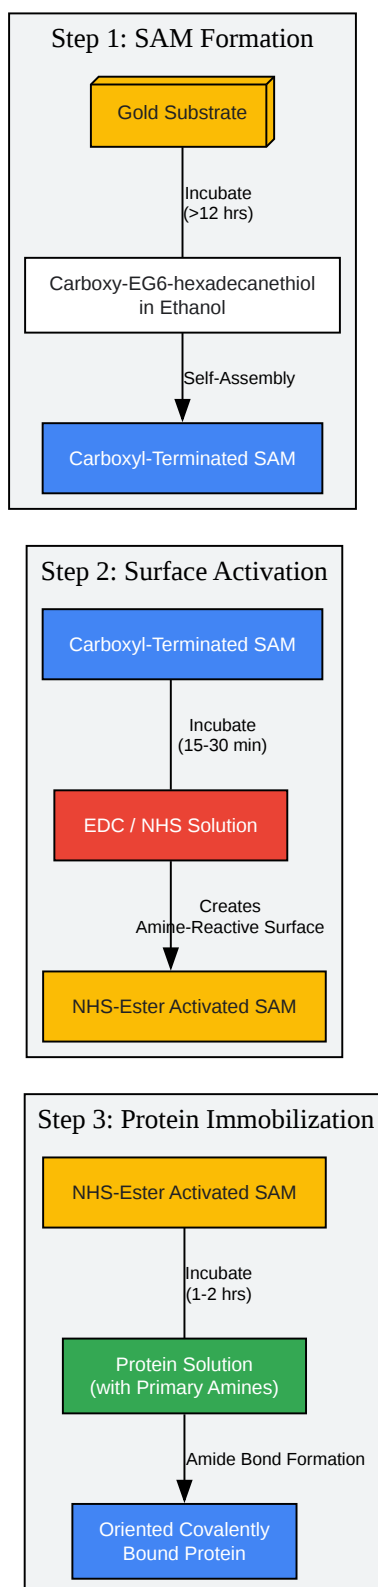 Step 1: SAM Formation
Gold Substrate
Incubate
(>12 hrs)
Carboxy-EG6-hexadecanethiol
in Ethanol
Self-Assembly
Carboxyl-Terminated SAM
Step 2: Surface Activation
Carboxyl-Terminated SAM
Incubate
(15-30 min)
EDC / NHS Solution
Creates
Amine-Reactive Surface
NHS-Ester Activated SAM
Step 3: Protein Immobilization
NHS-Ester Activated SAM
Incubate
(1-2 hrs)
Protein Solution
(with Primary Amines)
Amide Bond Formation
Oriented Covalently
Bound Protein